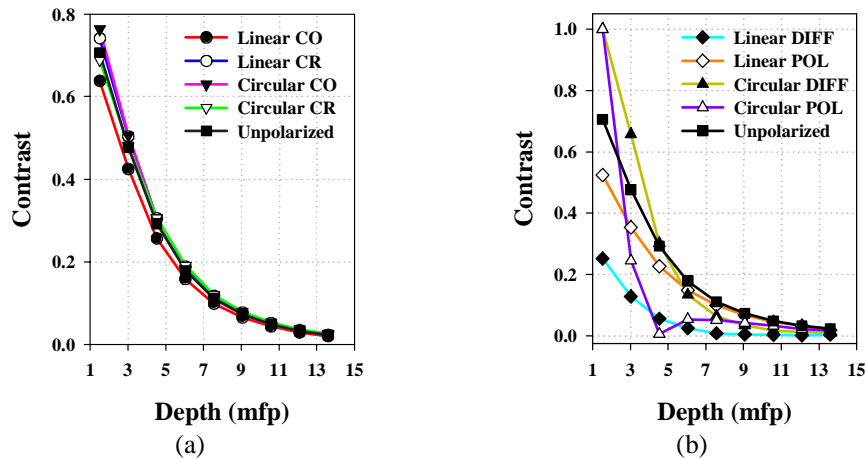 0.8
0.6
0.4
0.2
0.0
Contrast
Linear CO
Linear CR
Circular CO
Circular CR
Unpolarized
1 3 5 7 9 11 13 15
Depth (mfp)
(a)
1.0
0.8
0.6
0.4
0.2
0.0
Contrast
Linear DIFF
Linear POL
Circular DIFF
Circular POL
Unpolarized
1 3 5 7 9 11 13 15
Depth (mfp)
(b)